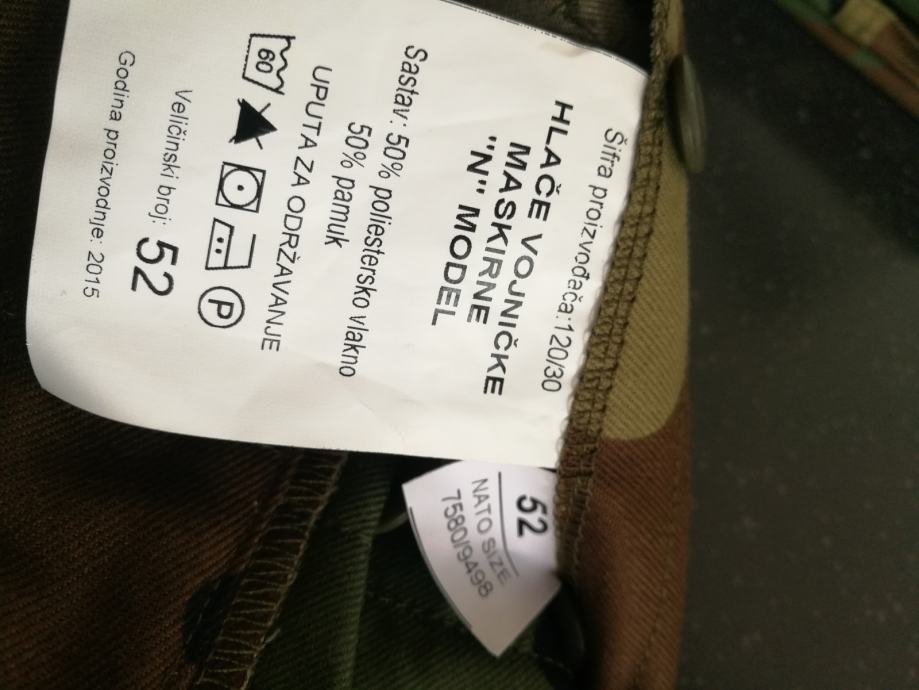 Šifra proizvođača:120/30
HLAČE VOJNIČKE
MASKIRNE
"N" MODEL
Sastav: 50% poliestersko vlakno
50% pamuk
UPUTA ZA ODRŽAVANJE
60
P
Veličinski broj: 52
Godina proizvodnje: 2015
52
NATO SIZE
7580/9498